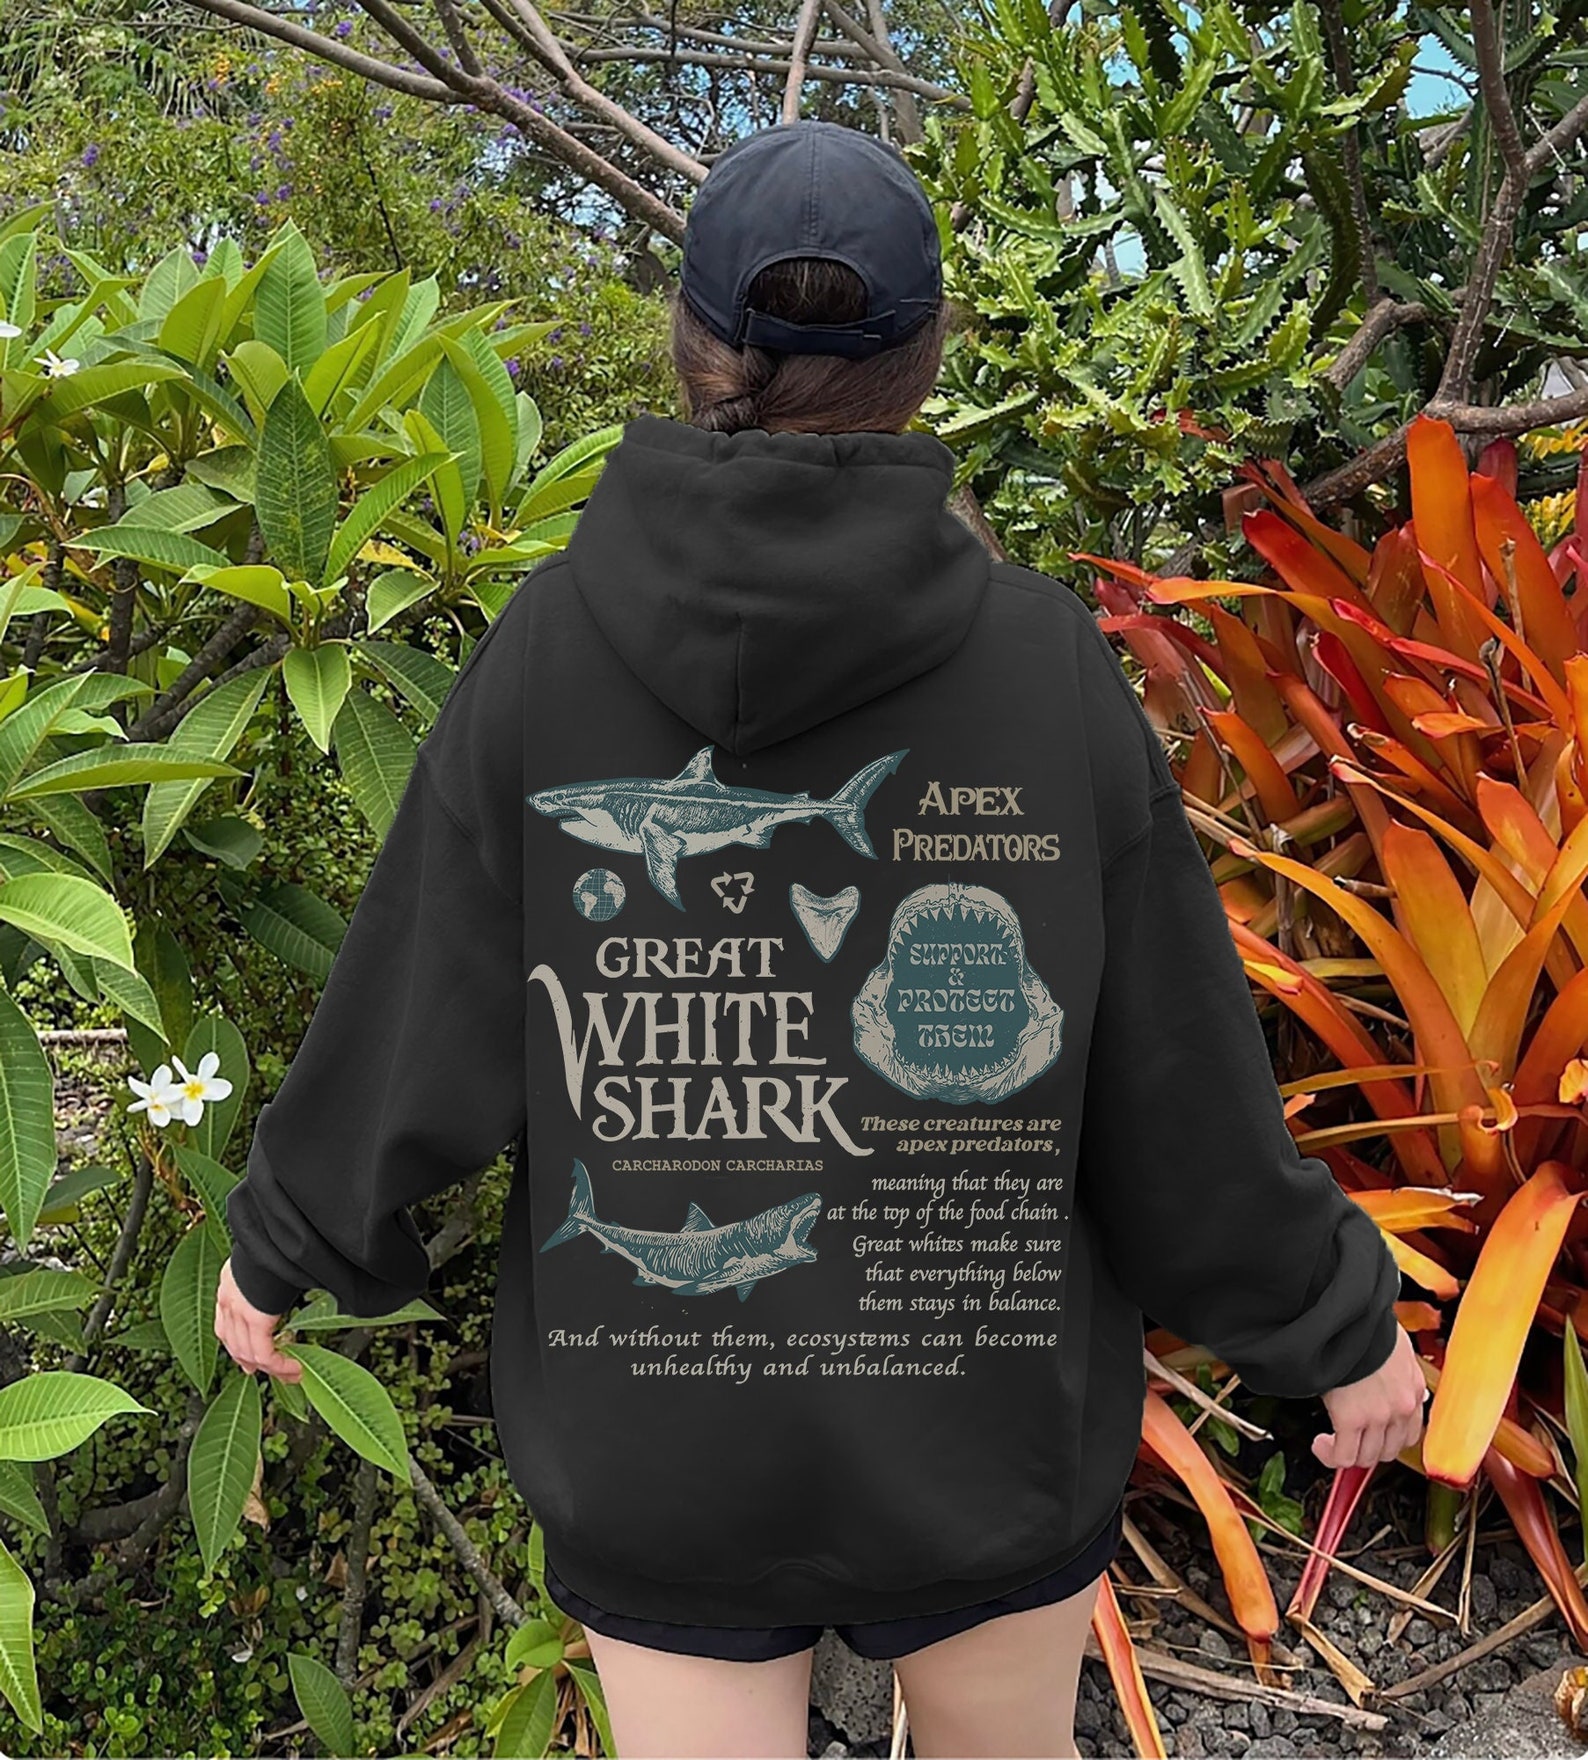 APEX
PREDATORS
GREAT
WHITE
SHARK
CARCHARODON CARCHARIAS
SUPPORT
&
PROTECT
THEM
These creatures are
apex predators,
meaning that they are
at the top of the food chain .
Great whites make sure
that everything below
them stays in balance.
And without them, ecosystems can become
unhealthy and unbalanced.